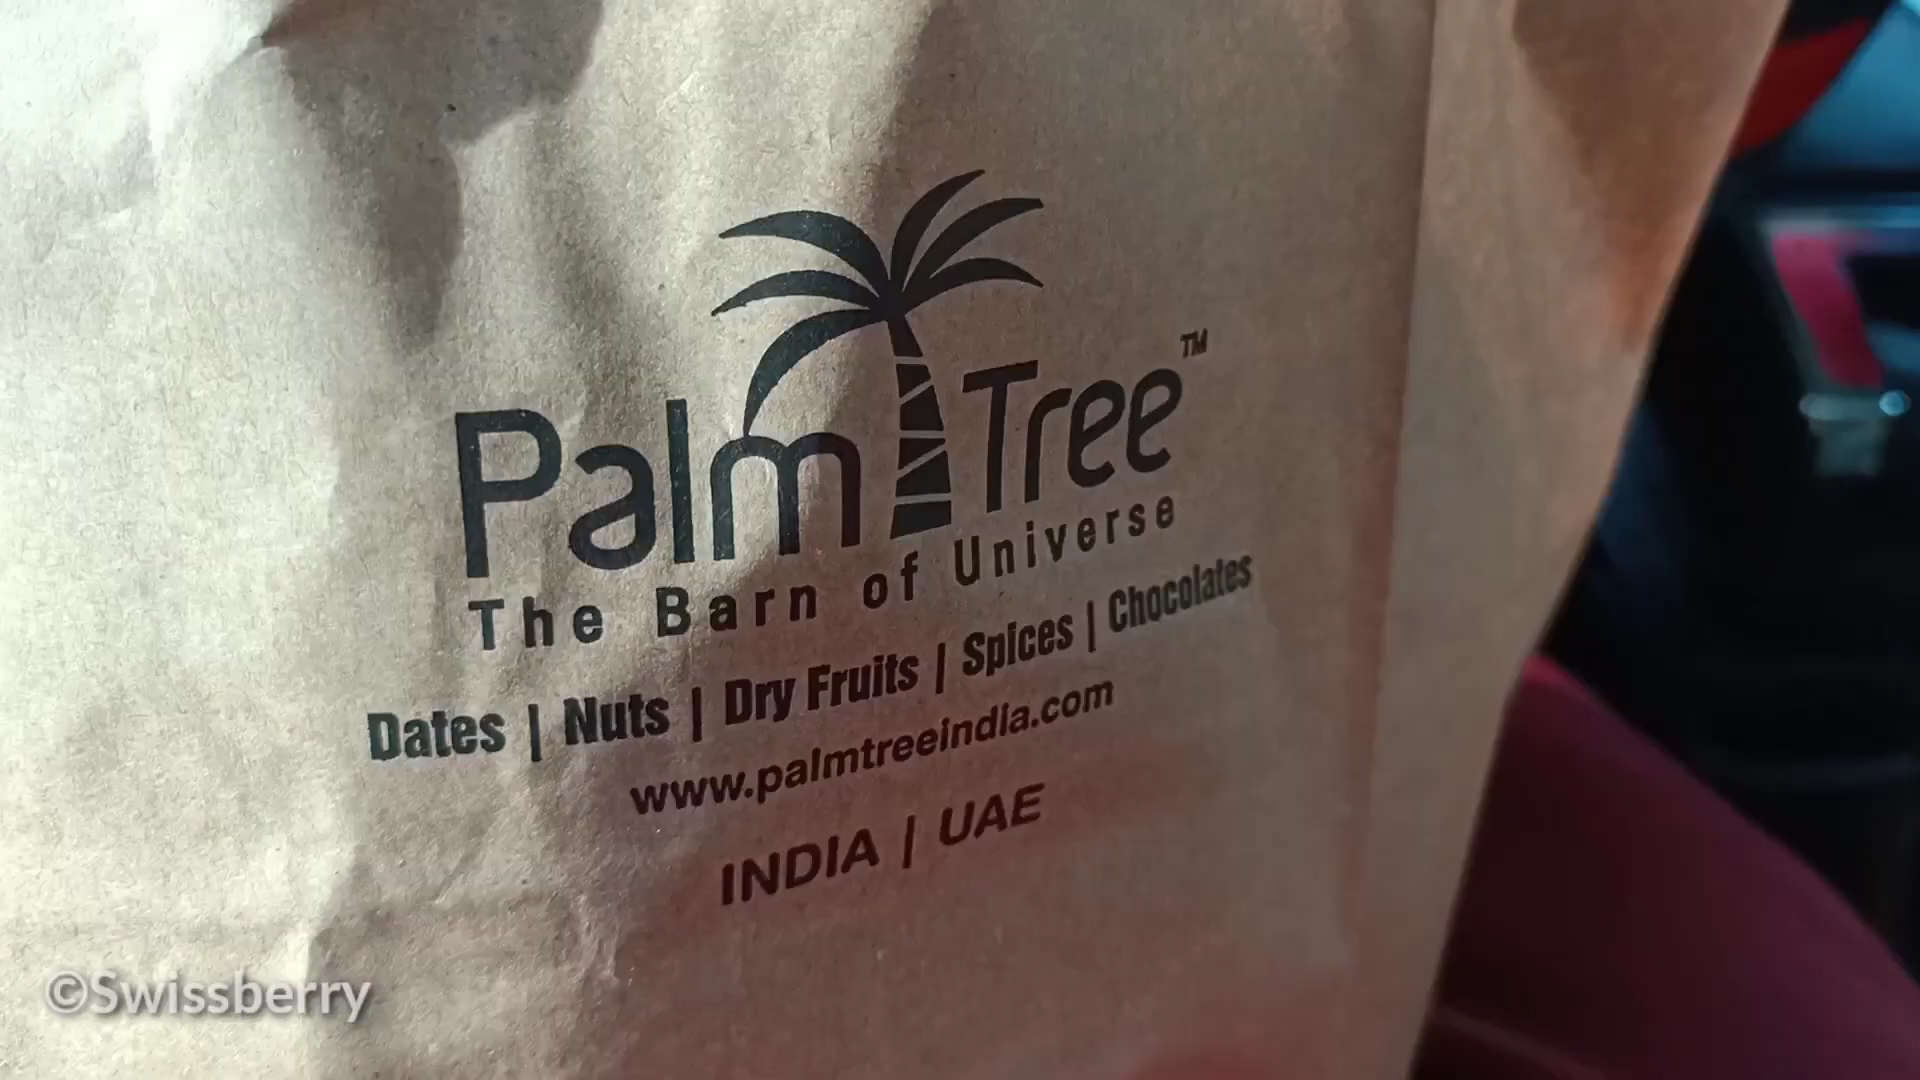 Palm Tree™
The Barn of Universe
Dates | Nuts | Dry Fruits | Spices | Chocolates
www.palmtreeindia.com
INDIA | UAE
©Swissberry